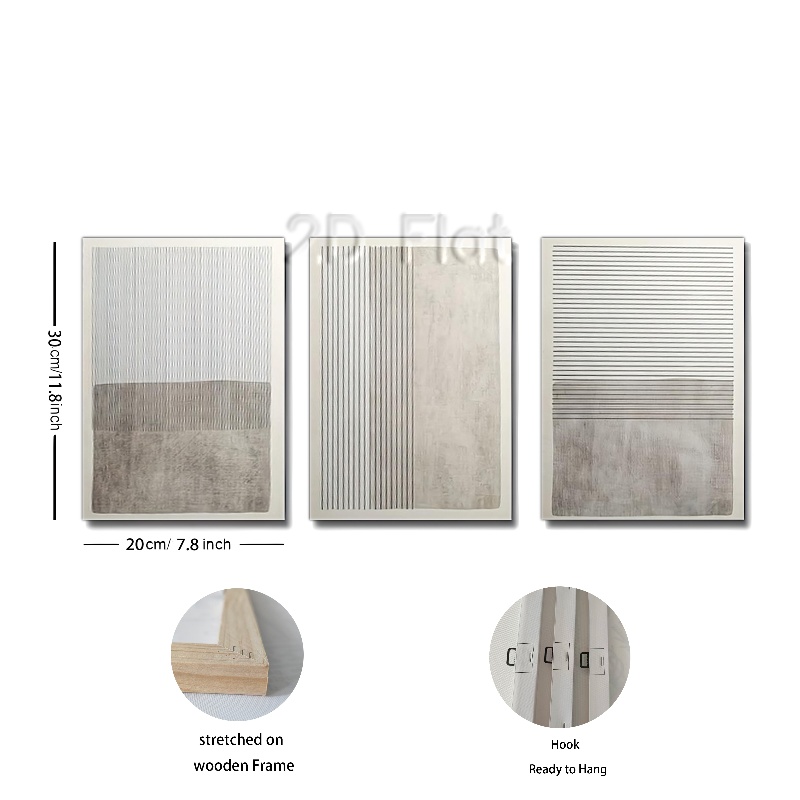 2D Flat
30cm/11.8inch
20cm/ 7.8 inch
stretched on
wooden Frame
Hook
Ready to Hang